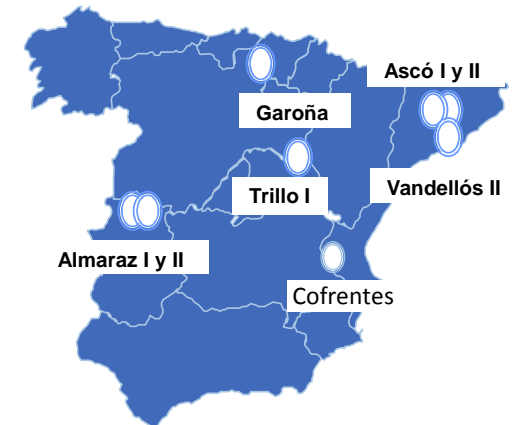 Ascó I y II
Garoña
Trillo I
Vandellós II
Almaraz I y II
Cofrentes